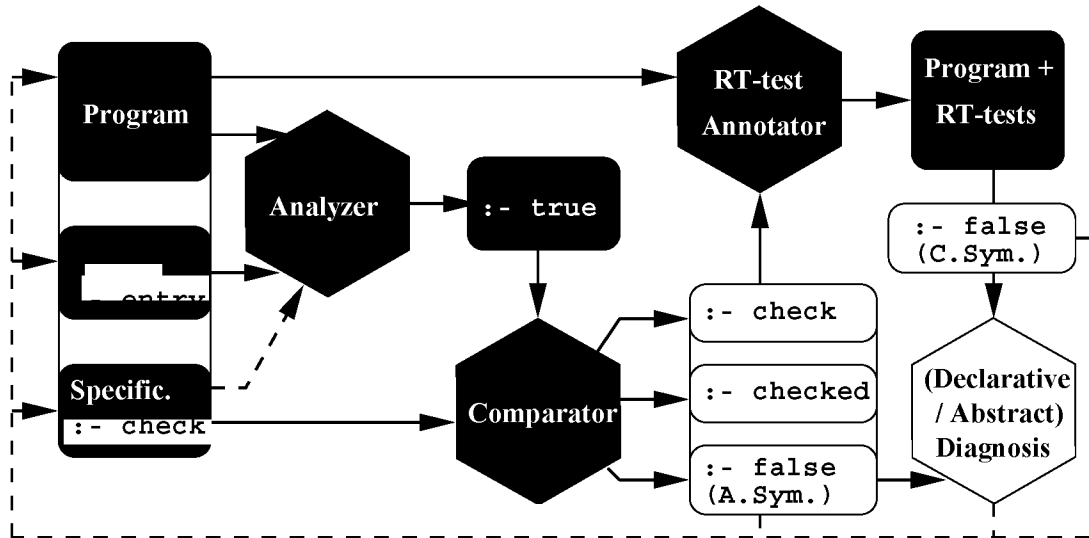 Program
:- entry
Specific.
:- check
Analyzer
:- true
Comparator
RT-test
Annotator
Program +
RT-tests
:- false
(C.Sym.)
:- check
:- checked
:- false
(A.Sym.)
(Declarative
/ Abstract)
Diagnosis